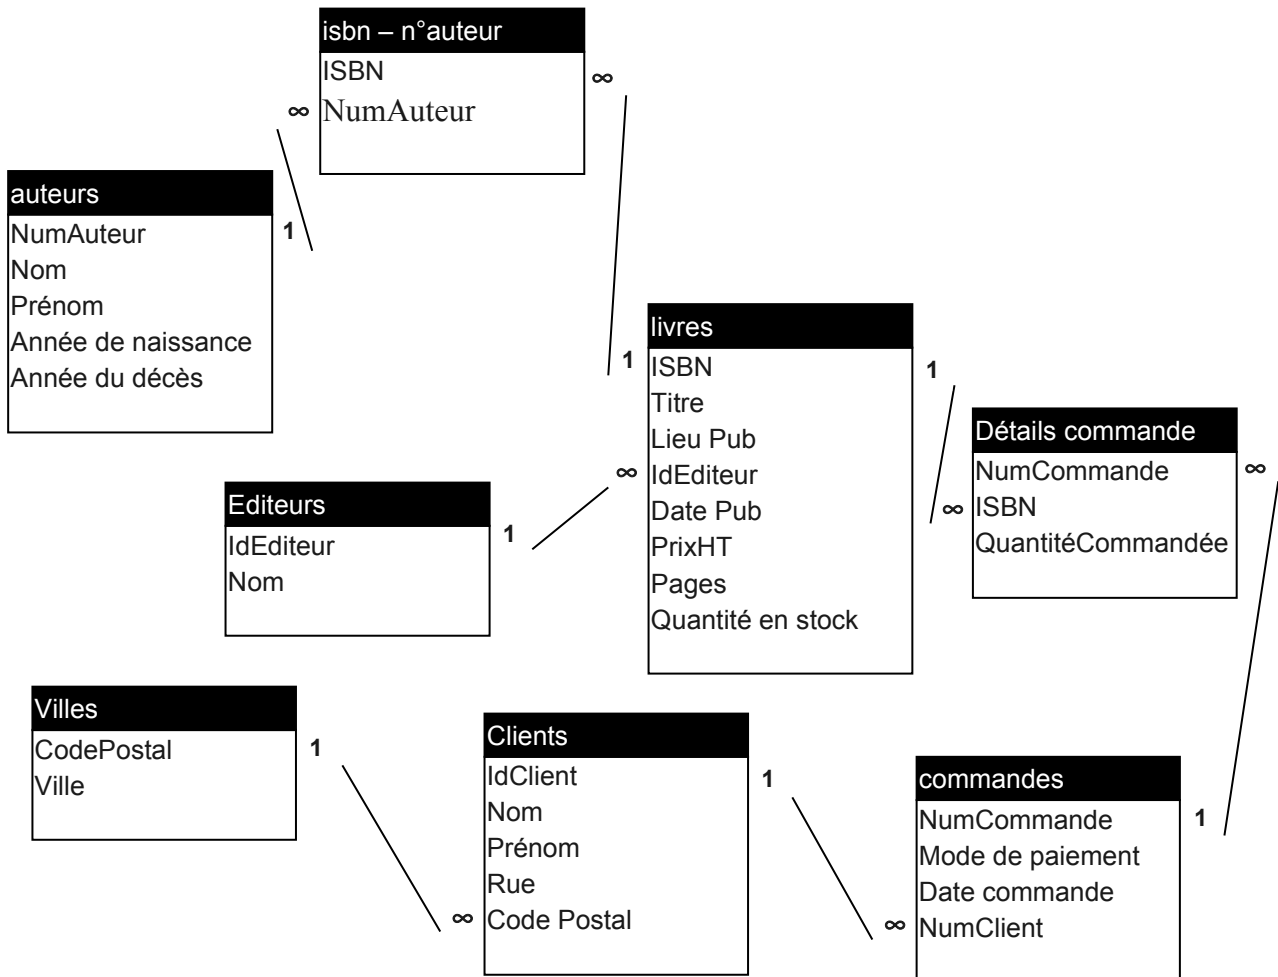 isbn – n°auteur
ISBN
NumAuteur
∞
∞
auteurs
NumAuteur
Nom
Prénom
Année de naissance
Année du décès
1
livres
ISBN
Titre
Lieu Pub
IdEditeur
Date Pub
PrixHT
Pages
Quantité en stock
1
∞
1
Détails commande
NumCommande
ISBN
QuantitéCommandée
∞
∞
Editeurs
IdEditeur
Nom
1
Villes
CodePostal
Ville
1
Clients
IdClient
Nom
Prénom
Rue
Code Postal
∞
1
commandes
NumCommande
Mode de paiement
Date commande
NumClient
1
∞